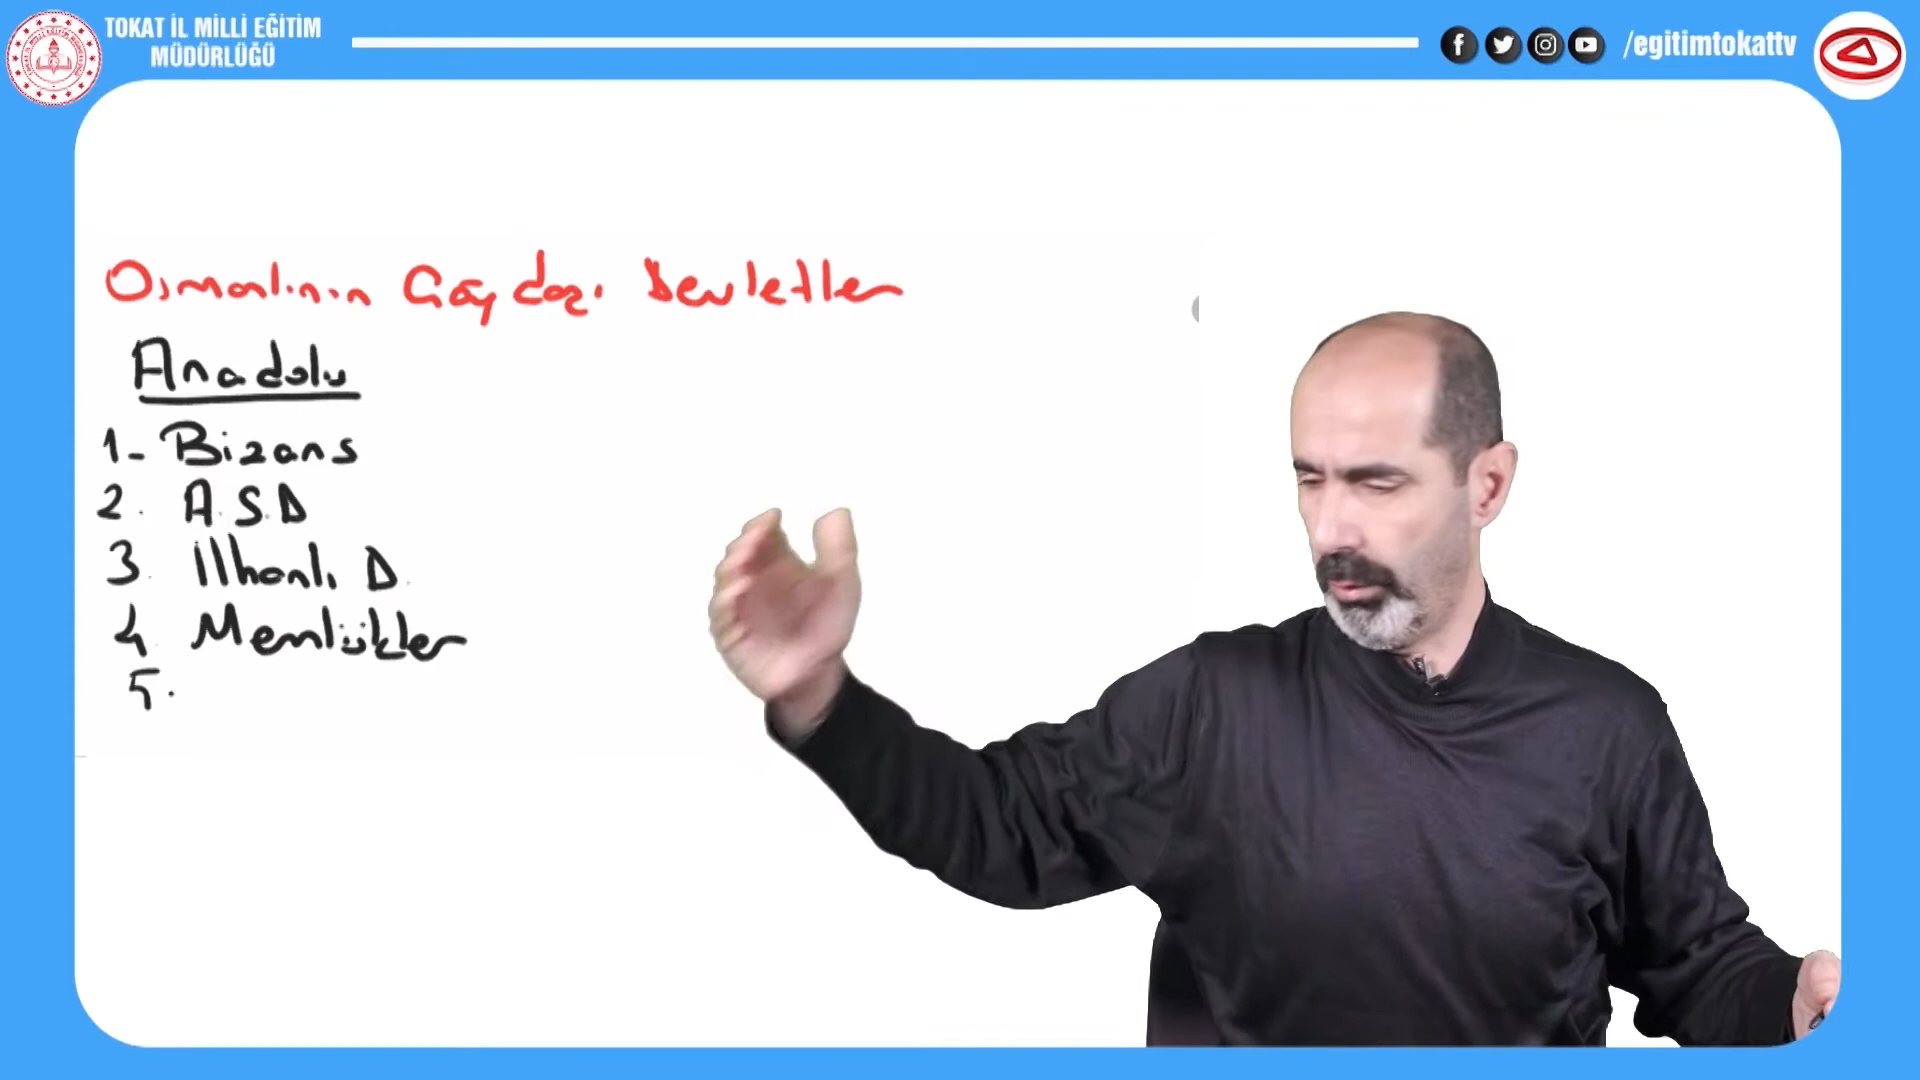 TOKAT İL MİLLİ EĞİTİM
MÜDÜRLÜĞÜ
/egitimtokattv
Osmanlının Çağdaşı Devletler
Anadolu
1- Bizans
2. A.S.D
3. İlhanlı D.
4. Memlükler
5.